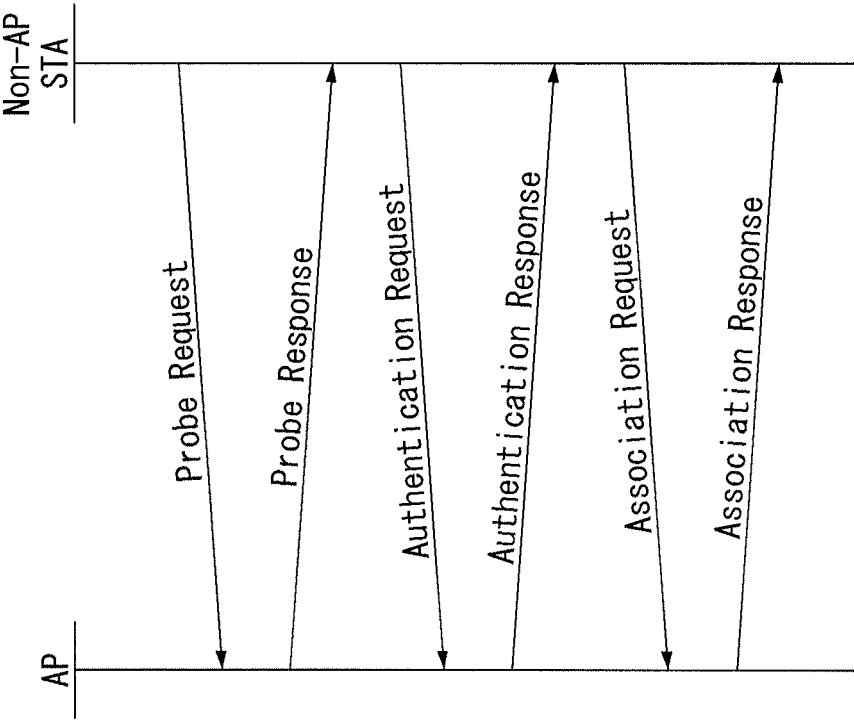 AP
Non-AP
STA
Probe Request
Probe Response
Authentication Request
Authentication Response
Association Request
Association Response